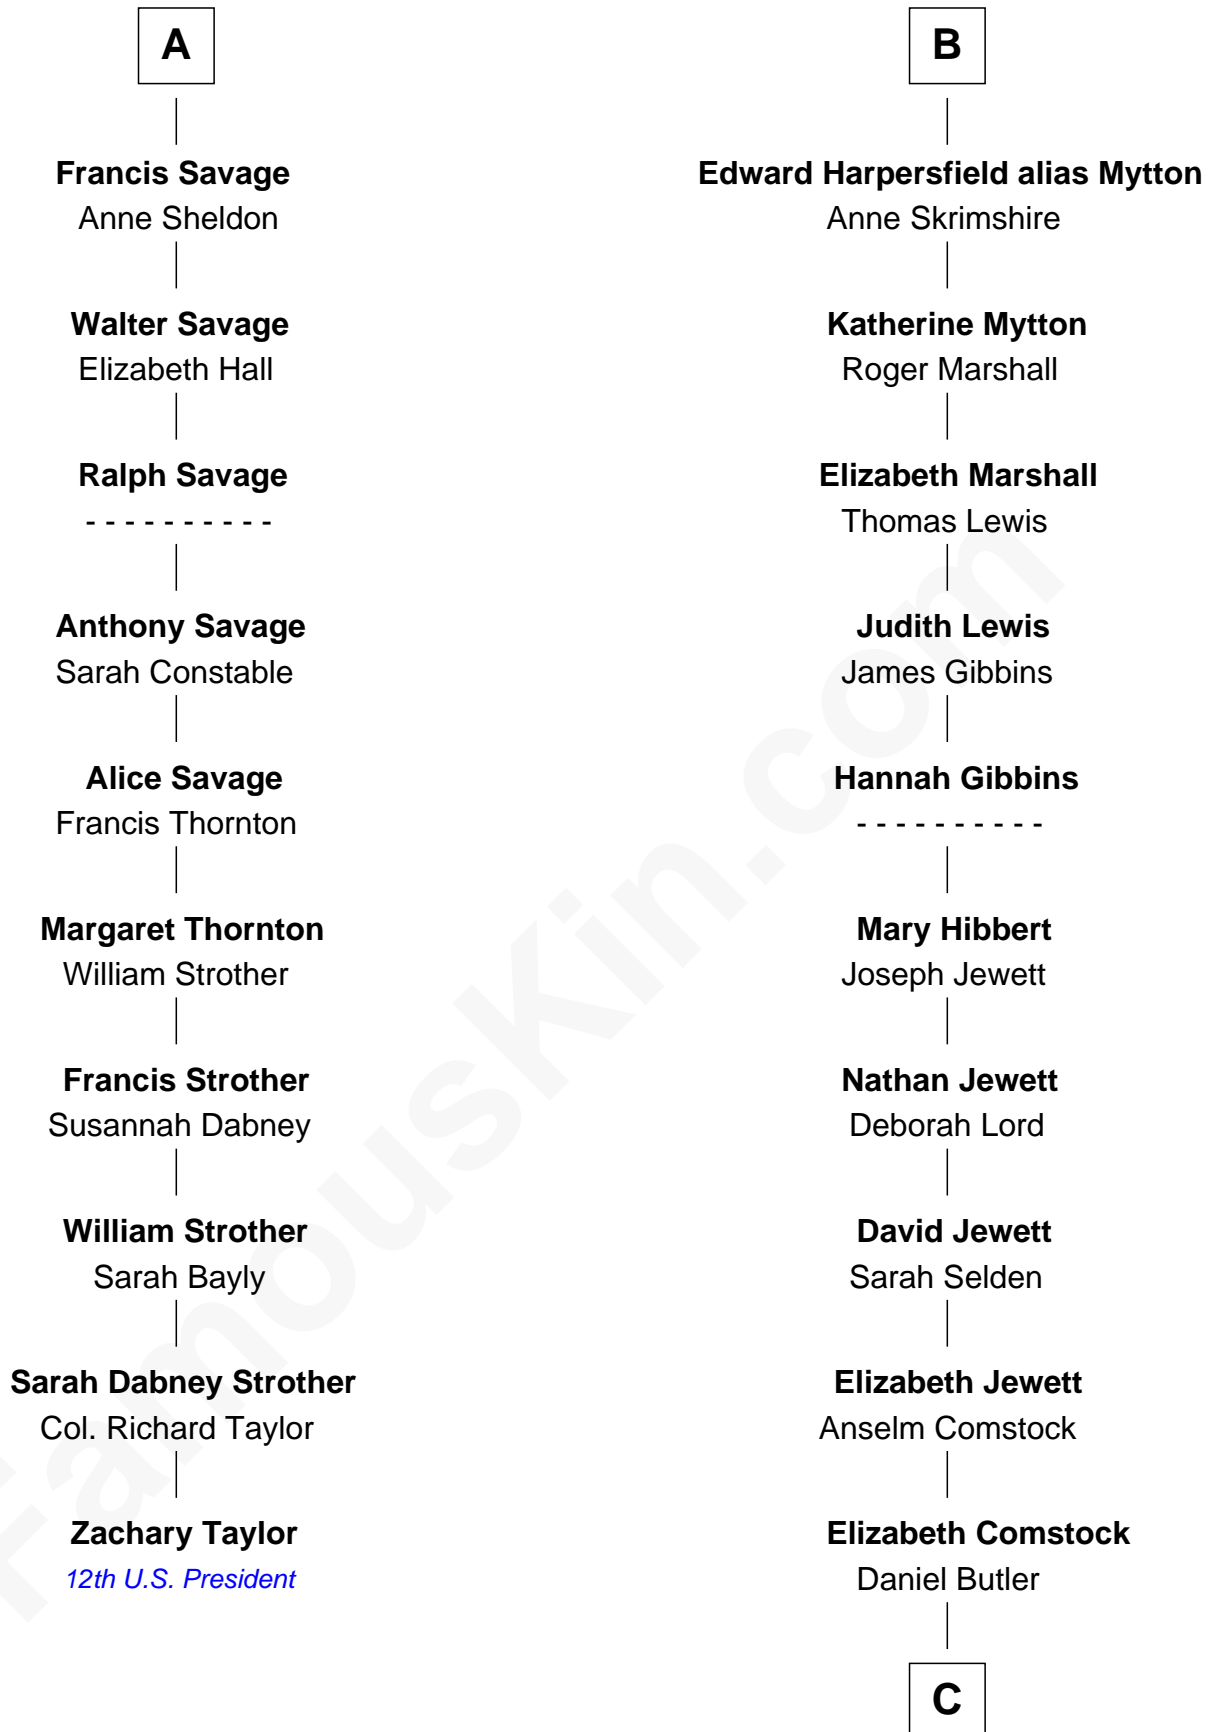 A
Francis Savage
Anne Sheldon
Walter Savage
Elizabeth Hall
Ralph Savage
- - - - - - - - - -
Anthony Savage
Sarah Constable
Alice Savage
Francis Thornton
Margaret Thornton
William Strother
Francis Strother
Susannah Dabney
William Strother
Sarah Bayly
Sarah Dabney Strother
Col. Richard Taylor
Zachary Taylor
12th U.S. President
B
Edward Harpersfield alias Mytton
Anne Skrimshire
Katherine Mytton
Roger Marshall
Elizabeth Marshall
Thomas Lewis
Judith Lewis
James Gibbins
Hannah Gibbins
- - - - - - - - - -
Mary Hibbert
Joseph Jewett
Nathan Jewett
Deborah Lord
David Jewett
Sarah Selden
Elizabeth Jewett
Anselm Comstock
Elizabeth Comstock
Daniel Butler
C
FamousKin.com